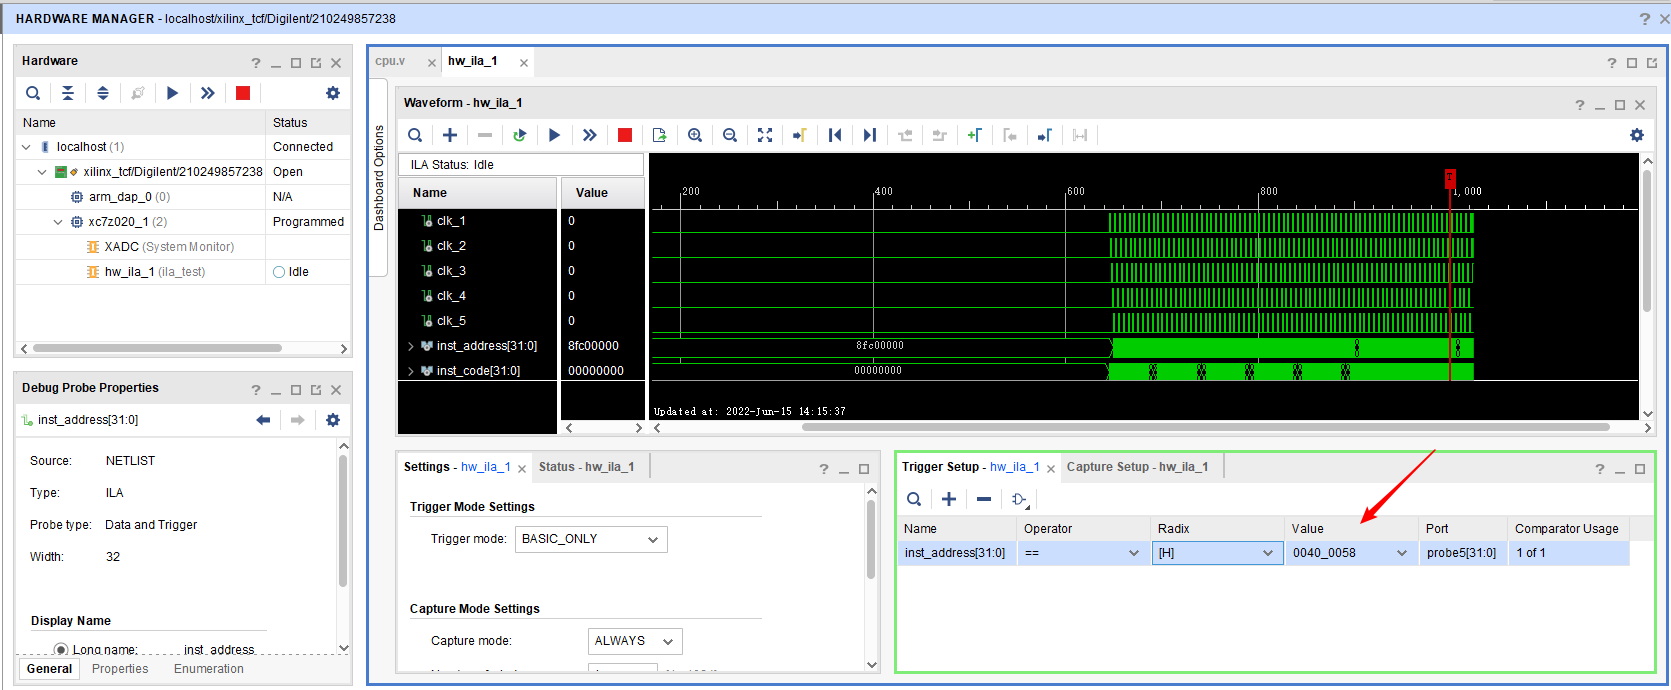 HARDWARE MANAGER - localhost/xilinx_tcf/Digilent/210249857238
Hardware
Name Status
localhost (1) Connected
xilinx_tcf/Digilent/210249857238 Open
arm_dap_0 (0) N/A
xc7z020_1 (2) Programmed
XADC (System Monitor)
hw_ila_1 (ila_test) Idle
Debug Probe Properties
inst_address[31:0]
Source: NETLIST
Type: ILA
Probe type: Data and Trigger
Width: 32
Display Name
Long name: inst_address
General Properties Enumeration
cpu.v hw_ila_1
Dashboard Options
Waveform - hw_ila_1
ILA Status: Idle
Name Value
200 400 600 800 1,000
clk_1 0
clk_2 0
clk_3 0
clk_4 0
clk_5 0
inst_address[31:0] 8fc00000 8fc00000
inst_code[31:0] 00000000 00000000
Updated at: 2022-Jun-15 14:15:37
Settings - hw_ila_1 Status - hw_ila_1
Trigger Mode Settings
Trigger mode: BASIC_ONLY
Capture Mode Settings
Capture mode: ALWAYS
Trigger Setup - hw_ila_1 Capture Setup - hw_ila_1
Name Operator Radix Value Port Comparator Usage
inst_address[31:0] == [H] 0040_0058 probe5[31:0] 1 of 1